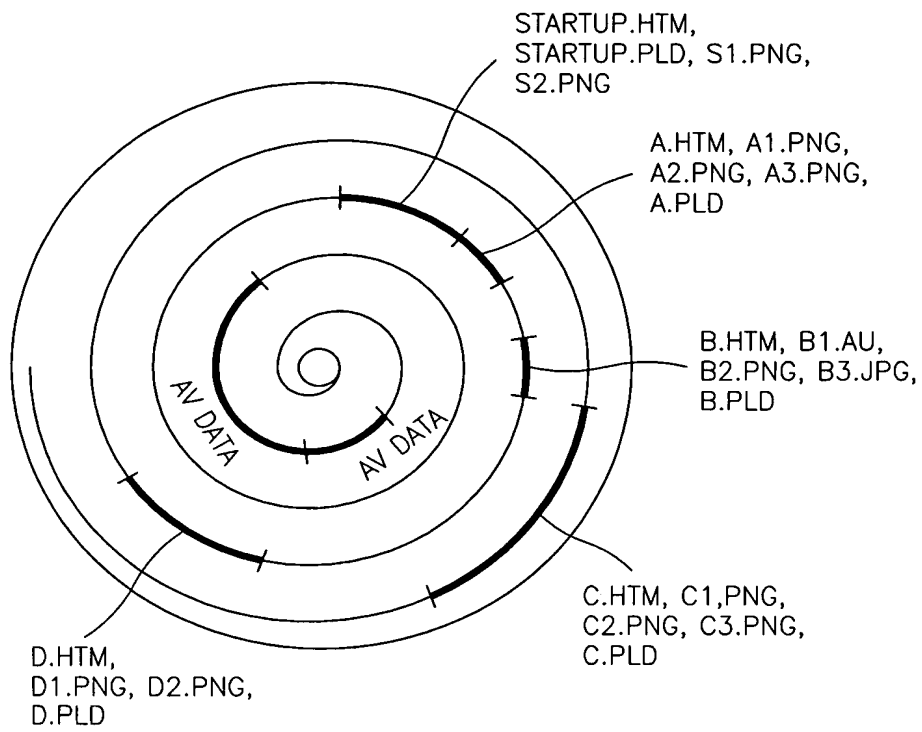 STARTUP.HTM,
STARTUP.PLD, S1.PNG,
S2.PNG
A.HTM, A1.PNG,
A2.PNG, A3.PNG,
A.PLD
B.HTM, B1.AU,
B2.PNG, B3.JPG,
B.PLD
AV DATA
AV DATA
C.HTM, C1,PNG,
C2.PNG, C3.PNG,
C.PLD
D.HTM,
D1.PNG, D2.PNG,
D.PLD